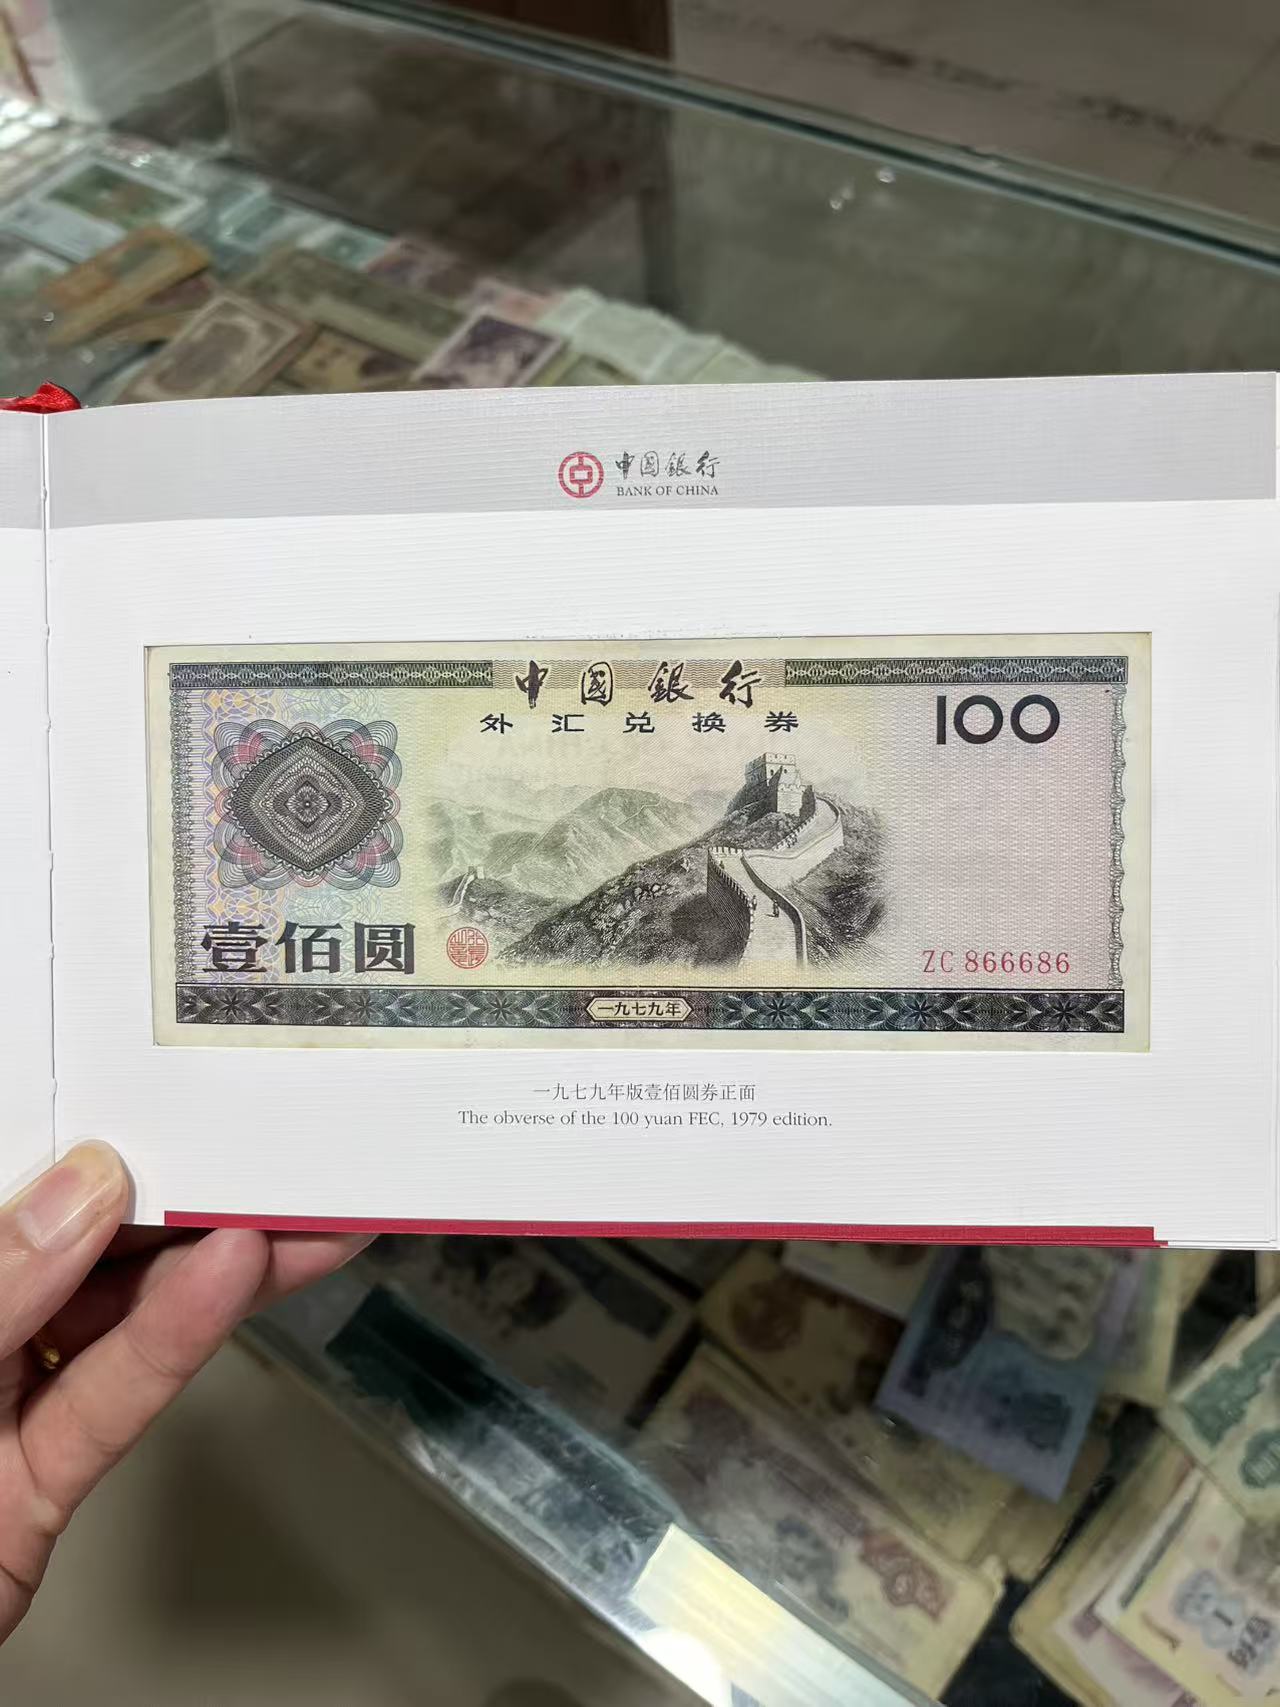 中国銀行
BANK OF CHINA
中国銀行
外汇兑换券
100
壹佰圆
ZC 866686
一九七九年
一九七九年版壹佰圆券正面
The obverse of the 100 yuan FEC, 1979 edition.